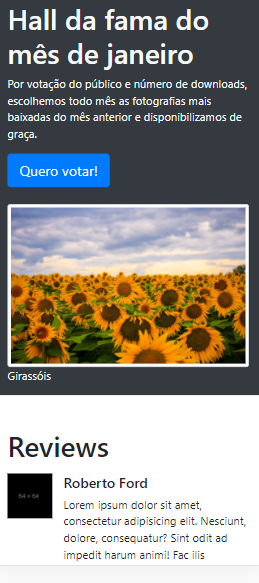 Hall da fama do
mês de janeiro
Por votação do público e número de downloads,
escolhemos todo mês as fotografias mais
baixadas do mês anterior e disponibilizamos de
graça.
Quero votar!
Girassóis
Reviews
64 × 64
Roberto Ford
Lorem ipsum dolor sit amet,
consectetur adipisicing elit. Nesciunt,
dolore, consequatur? Sint odit ad
impedit harum animi! Fac ilis